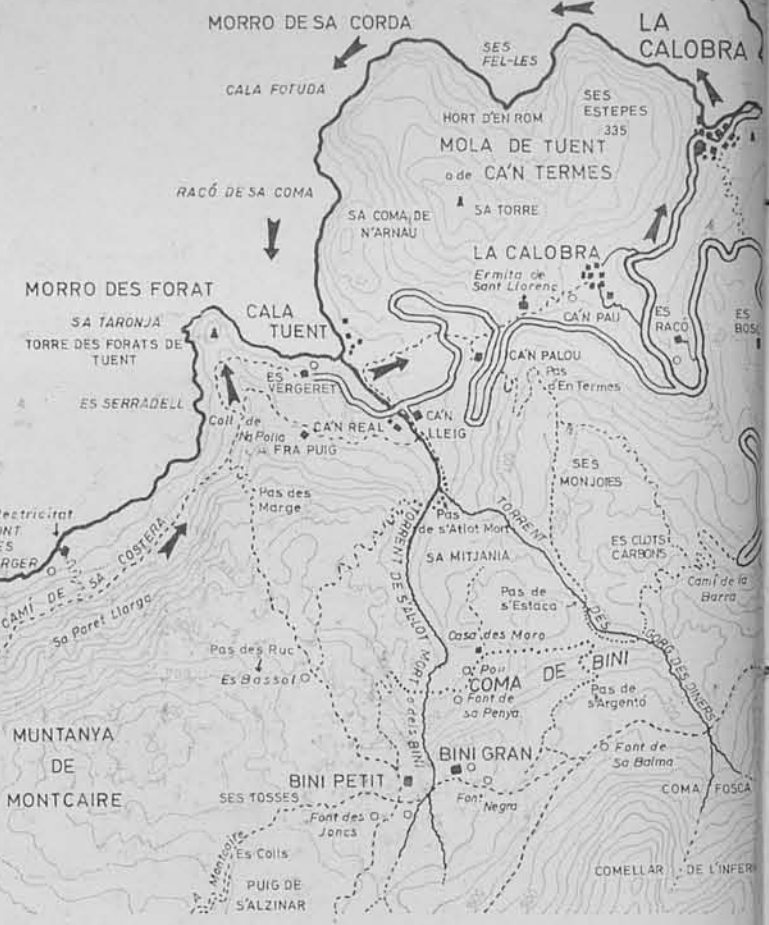 MORRO DE SA CORDA
SES
FEL-LES
LA
CALOBRA
CALA FOTUDA
HORT D'EN ROM
SES
ESTEPES
335
MOLA DE TUENT
o de CA'N TERMES
RACÓ DE SA COMA
SA COMA DE
N'ARNAU
SA TORRE
LA CALOBRA
Ermita de
Sant Llorenç
MORRO DES FORAT
CALA
TUENT
SA TARONJA
TORRE DES FORATS DE
TUENT
CA'N PAU
ES
RACÓ
ES
CA'N PALOU
ES
VERGERET
Pas
d'En Termes
ES SERRADELL
Coll de
Na Polla
CA'N REAL
CA'N
LLEIG
FRA PUIG
SES
MONJOIES
Pas des
Marge
electricitat
CAMÍ DE SA COSTERA
Sa Paret Llarga
TORRENT DE S'ALLOT MORT
o dels BINI
Pas
de s'Atlot Mort
TORRENT DES GORG DES DINERS
SA MITJANIA
ES CLOTS
CARBONS
Camí de la
Barra
Pas de
s'Estaca
Pas des Ruc
Es Bassol
Casa des Moro
Pou
COMA DE BINI
Font de
sa Penya
Pas de
s'Argentó
MUNTANYA
DE
MONTCAIRE
BINI GRAN
Font de
Sa Balma
BINI PETIT
SES TOSSES
Font
Negra
COMA FOSCA
Font des
Joncs
A Montcaire
Es Colls
PUIG DE
S'ALZINAR
COMELLAR DE L'INFERN